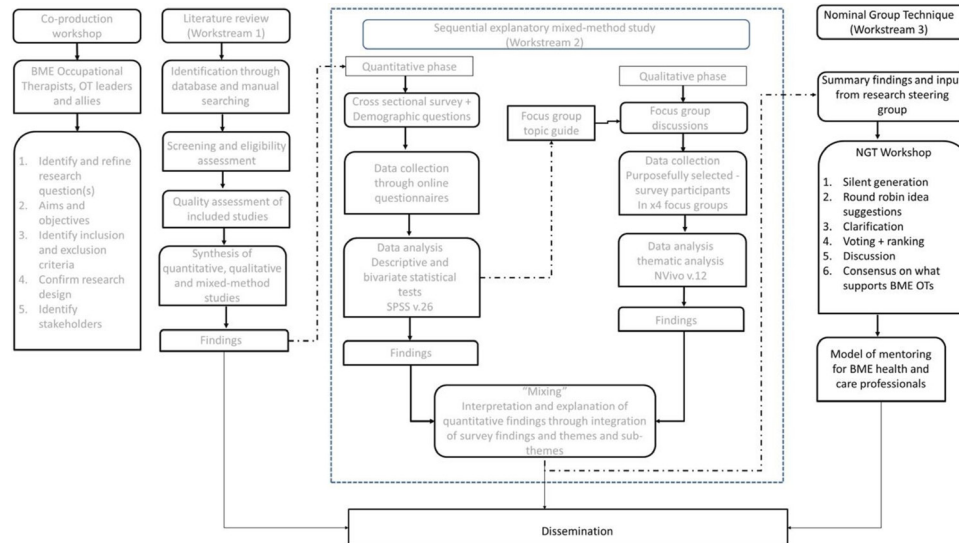 Co-production
workshop
BME Occupational
Therapists, OT leaders
and allies
1. Identify and refine
research question(s)
2. Aims and
objectives
3. Identify inclusion and
exclusion criteria
4. Confirm research
design
5. Identify
stakeholders
Literature review
(Workstream 1)
Identification through
database and manual
searching
Screening and eligibility
assessment
Quality assessment of
included studies
Synthesis of
quantitative, qualitative
and mixed-method
studies
Findings
Sequential explanatory mixed-method study
(Workstream 2)
Quantitative phase
Cross sectional survey +
Demographic questions
Data collection
through online
questionnaires
Data analysis
Descriptive and
bivariate statistical
tests
SPSS v.26
Findings
Focus group
topic guide
Qualitative phase
Focus group
discussions
Data collection
Purposefully selected -
survey participants
In x4 focus groups
Data analysis
thematic analysis
NVivo v.12
Findings
"Mixing"
Interpretation and explanation of
quantitative findings through integration
of survey findings and themes and sub-
themes
Nominal Group Technique
(Workstream 3)
Summary findings and input
from research steering
group
NGT Workshop
1. Silent generation
2. Round robin idea
suggestions
3. Clarification
4. Voting + ranking
5. Discussion
6. Consensus on what
supports BME OTs
Model of mentoring
for BME health and
care professionals
Dissemination